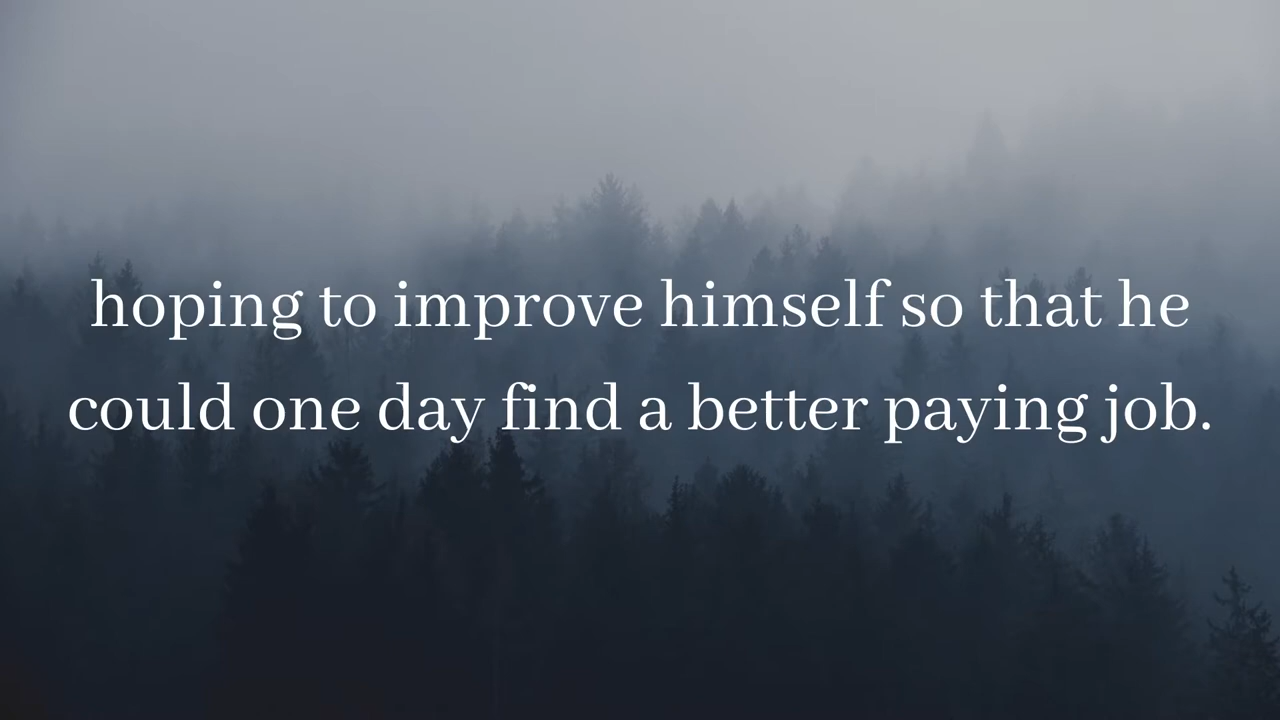 hoping to improve himself so that he
could one day find a better paying job.